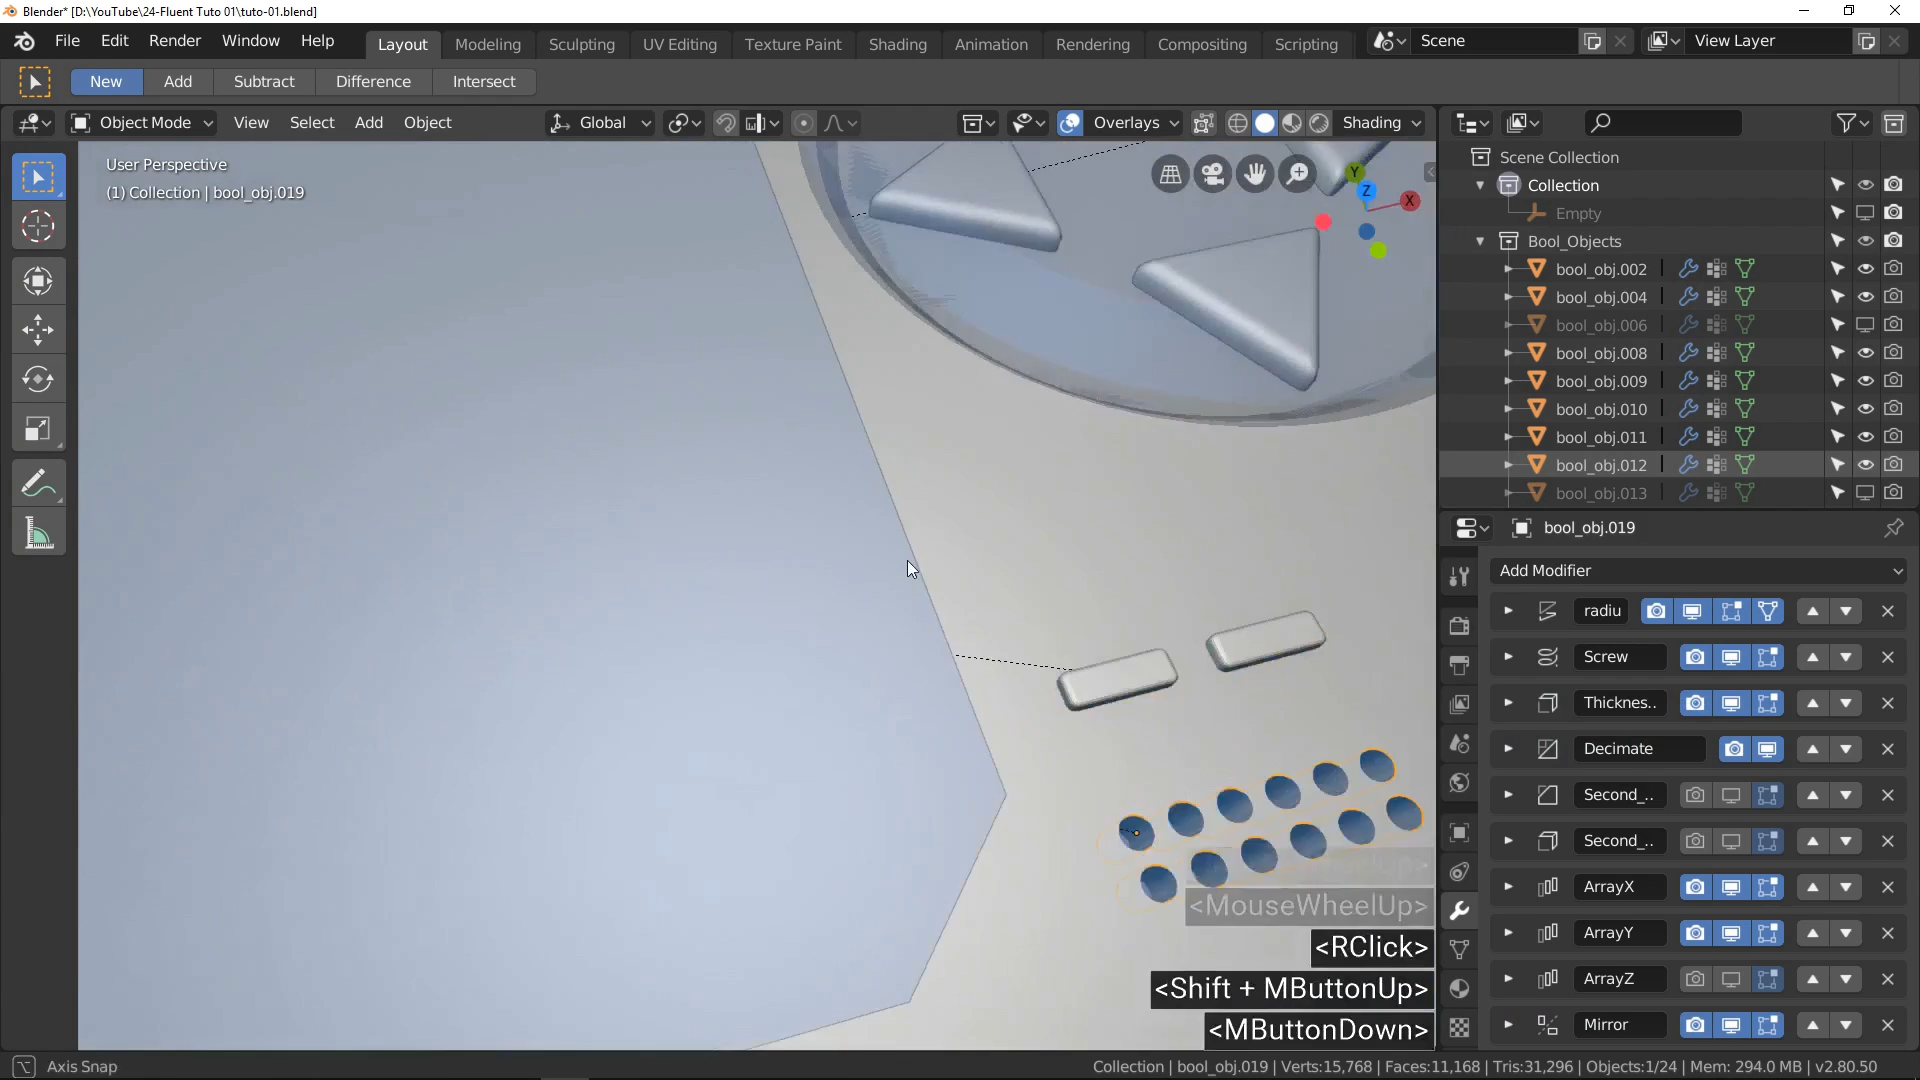 Blender* [D:\YouTube\24-Fluent Tuto 01\tuto-01.blend]
File Edit Render Window Help Layout Modeling Sculpting UV Editing Texture Paint Shading Animation Rendering Compositing Scripting Scene View Layer
New Add Subtract Difference Intersect
Object Mode View Select Add Object Global Overlays Shading
User Perspective
(1) Collection | bool_obj.019
Y
Z
X
Scene Collection
Collection
Empty
Bool_Objects
bool_obj.002
bool_obj.004
bool_obj.006
bool_obj.008
bool_obj.009
bool_obj.010
bool_obj.011
bool_obj.012
bool_obj.013
bool_obj.019
Add Modifier
radiu
Screw
Thicknes..
Decimate
Second_..
Second_..
ArrayX
ArrayY
ArrayZ
Mirror
<MouseWheelUp>
<RClick>
<Shift + MButtonUp>
<MButtonDown>
Axis Snap
Collection | bool_obj.019 | Verts:15,768 | Faces:11,168 | Tris:31,296 | Objects:1/24 | Mem: 294.0 MB | v2.80.50